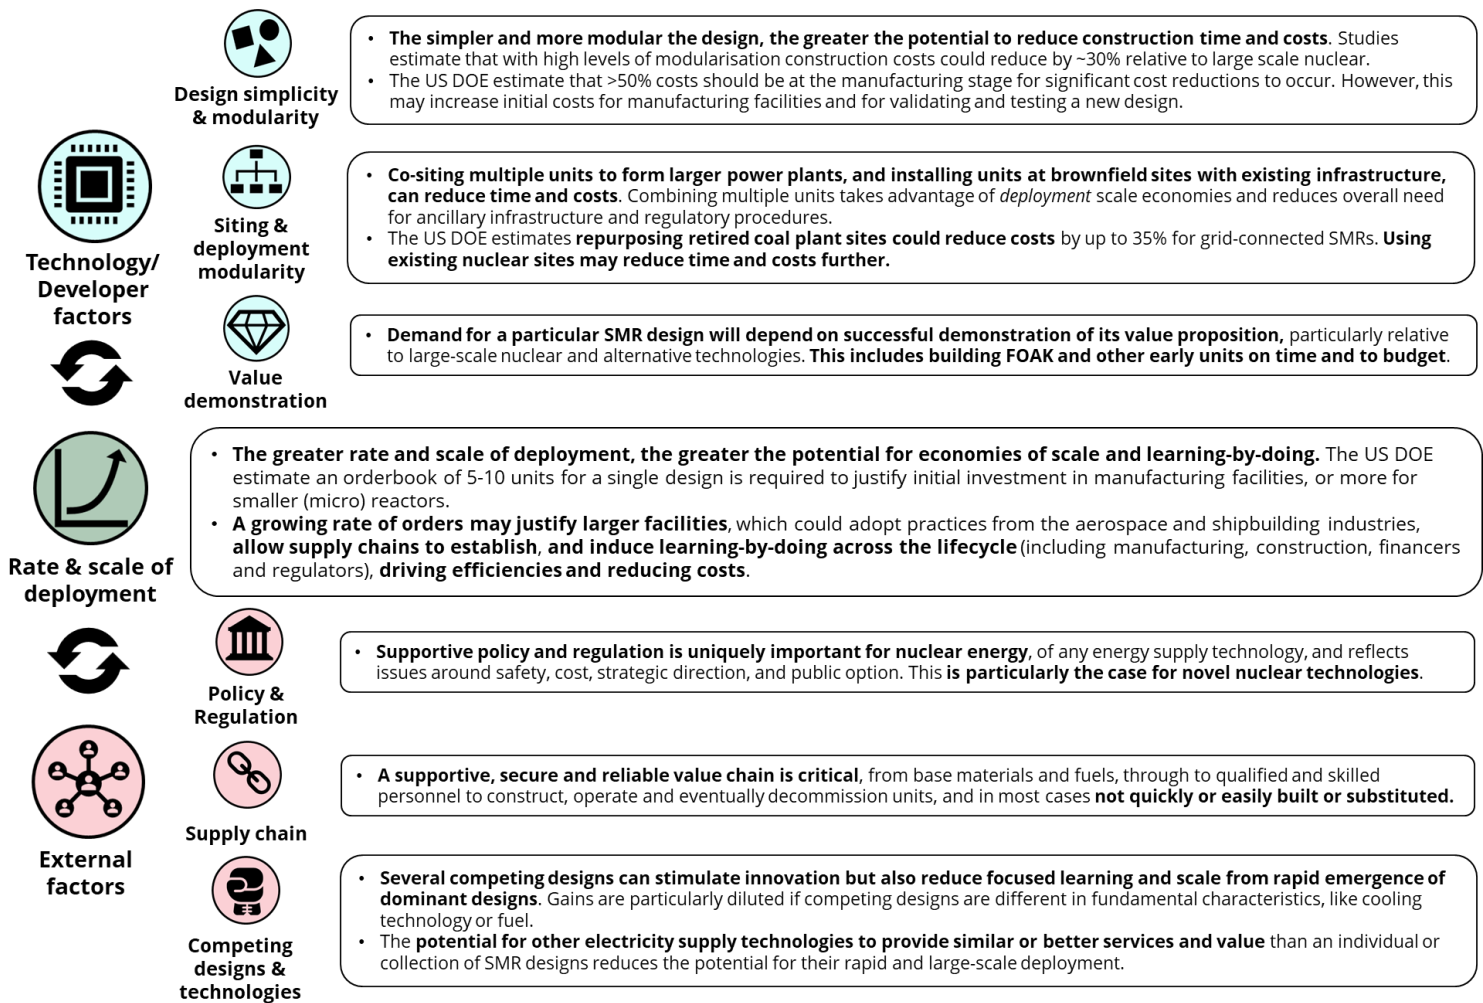 Design simplicity
& modularity
• The simpler and more modular the design, the greater the potential to reduce construction time and costs. Studies
estimate that with high levels of modularisation construction costs could reduce by ~30% relative to large scale nuclear.
• The US DOE estimate that >50% costs should be at the manufacturing stage for significant cost reductions to occur. However, this
may increase initial costs for manufacturing facilities and for validating and testing a new design.
Technology/
Developer
factors
Siting &
deployment
modularity
• Co-siting multiple units to form larger power plants, and installing units at brownfield sites with existing infrastructure,
can reduce time and costs. Combining multiple units takes advantage of deployment scale economies and reduces overall need
for ancillary infrastructure and regulatory procedures.
• The US DOE estimates repurposing retired coal plant sites could reduce costs by up to 35% for grid-connected SMRs. Using
existing nuclear sites may reduce time and costs further.
Value
demonstration
• Demand for a particular SMR design will depend on successful demonstration of its value proposition, particularly relative
to large-scale nuclear and alternative technologies. This includes building FOAK and other early units on time and to budget.
Rate & scale of
deployment
• The greater rate and scale of deployment, the greater the potential for economies of scale and learning-by-doing. The US DOE
estimate an orderbook of 5-10 units for a single design is required to justify initial investment in manufacturing facilities, or more for
smaller (micro) reactors.
• A growing rate of orders may justify larger facilities, which could adopt practices from the aerospace and shipbuilding industries,
allow supply chains to establish, and induce learning-by-doing across the lifecycle (including manufacturing, construction, financers
and regulators), driving efficiencies and reducing costs.
Policy &
Regulation
• Supportive policy and regulation is uniquely important for nuclear energy, of any energy supply technology, and reflects
issues around safety, cost, strategic direction, and public option. This is particularly the case for novel nuclear technologies.
External
factors
Supply chain
• A supportive, secure and reliable value chain is critical, from base materials and fuels, through to qualified and skilled
personnel to construct, operate and eventually decommission units, and in most cases not quickly or easily built or substituted.
Competing
designs &
technologies
• Several competing designs can stimulate innovation but also reduce focused learning and scale from rapid emergence of
dominant designs. Gains are particularly diluted if competing designs are different in fundamental characteristics, like cooling
technology or fuel.
• The potential for other electricity supply technologies to provide similar or better services and value than an individual or
collection of SMR designs reduces the potential for their rapid and large-scale deployment.